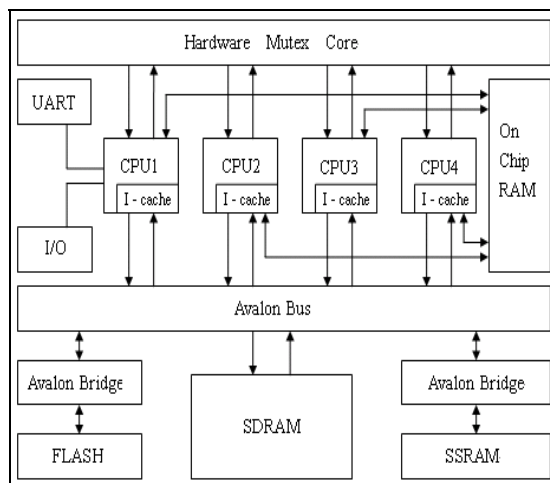 Hardware Mutex Core
UART
On
Chip
RAM
CPU1
CPU2
CPU3
CPU4
I - cache
I - cache
I - cache
I - cache
I/O
Avalon Bus
Avalon Bridge
Avalon Bridge
SDRAM
FLASH
SSRAM